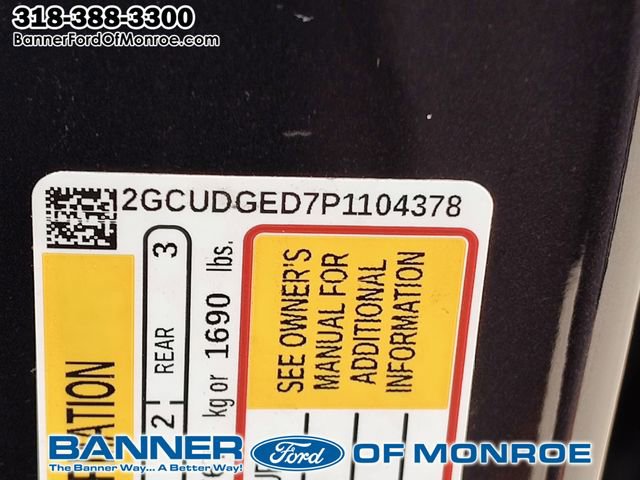 318-388-3300
BannerFordOfMonroe.com
2GCUDGED7P1104378
REAR 3
2
kg or 1690 lbs.
SEE OWNER'S
MANUAL FOR
ADDITIONAL
INFORMATION
BANNER Ford OF MONROE
The Banner Way... A Better Way!